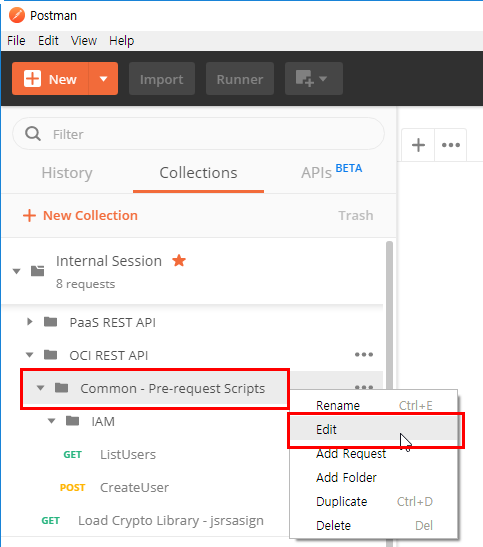 Postman
File Edit View Help
New Import Runner
Filter
History Collections APIs BETA
New Collection Trash
Internal Session
8 requests
PaaS REST API
OCI REST API
Common - Pre-request Scripts
Rename Ctrl+E
IAM
Edit
GET ListUsers
Add Request
POST CreateUser
Add Folder
Duplicate Ctrl+D
GET Load Crypto Library - jsrsasign
Delete Del